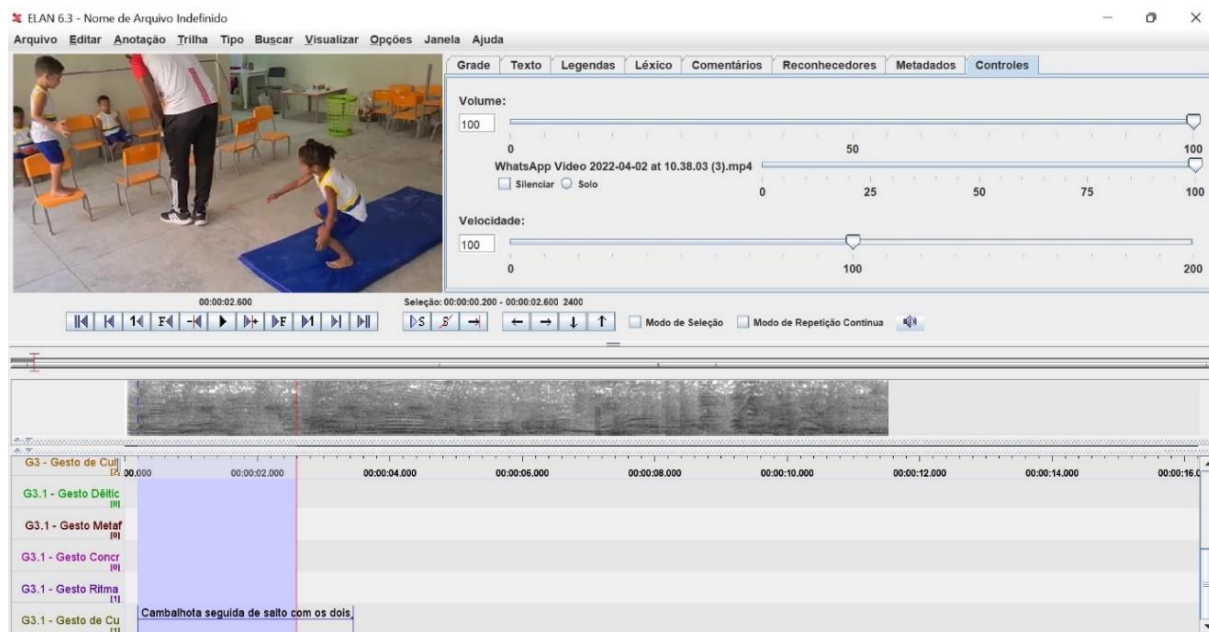 ELAN 6.3 - Nome de Arquivo Indefinido
Arquivo Editar Anotação Trilha Tipo Buscar Visualizar Opções Janela Ajuda
Grade Texto Legendas Léxico Comentários Reconhecedores Metadados Controles
Volume:
100
0 50 100
WhatsApp Video 2022-04-02 at 10.38.03 (3).mp4
Silenciar Solo
0 25 50 75 100
Velocidade:
100
0 100 200
00:00:02.600
Seleção: 00:00:00.200 - 00:00:02.600 2400
Modo de Seleção Modo de Repetição Contínua
G3 - Gesto de Cult
[2]
00.000 00:00:02.000 00:00:04.000 00:00:06.000 00:00:08.000 00:00:10.000 00:00:12.000 00:00:14.000 00:00:16.0
G3.1 - Gesto Dêitic
[0]
G3.1 - Gesto Metaf
[0]
G3.1 - Gesto Concr
[0]
G3.1 - Gesto Ritma
[1]
G3.1 - Gesto de Cu
[1]
Cambalhota seguida de salto com os dois